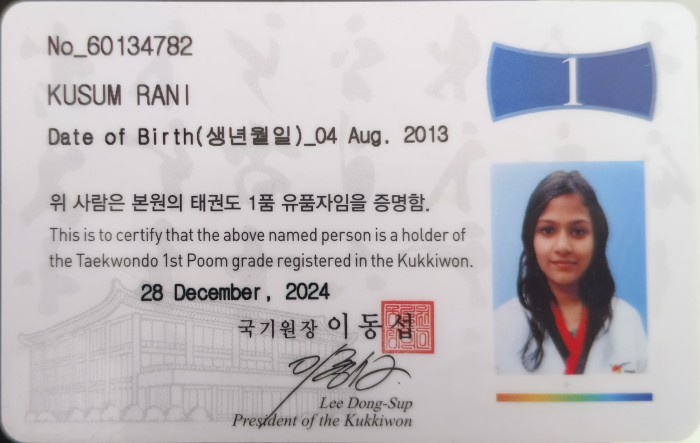 No_60134782
1
KUSUM RANI
Date of Birth(생년월일)_04 Aug. 2013
위 사람은 본원의 태권도 1품 유품자임을 증명함.
This is to certify that the above named person is a holder of
the Taekwondo 1st Poom grade registered in the Kukkiwon.
28 December, 2024
국기원장 이동섭
Lee Dong-Sup
President of the Kukkiwon